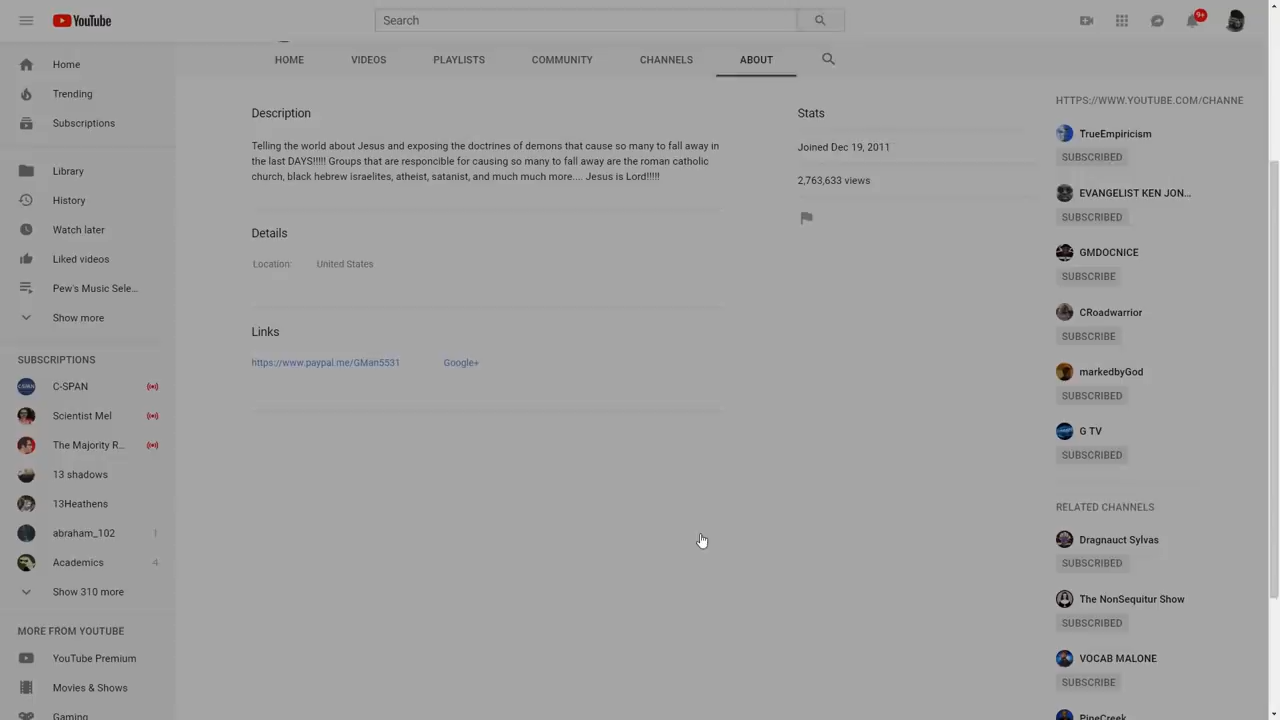 YouTube
Search
9+
HOME
VIDEOS
PLAYLISTS
COMMUNITY
CHANNELS
ABOUT
Home
Trending
Subscriptions
Library
History
Watch later
Liked videos
Pew's Music Sele...
Show more
SUBSCRIPTIONS
C-SPAN
Scientist Mel
The Majority R...
13 shadows
13Heathens
abraham_102 1
Academics 4
Show 310 more
MORE FROM YOUTUBE
YouTube Premium
Movies & Shows
Gaming
Description
Telling the world about Jesus and exposing the doctrines of demons that cause so many to fall away in
the last DAYS!!!!! Groups that are responsible for causing so many to fall away are the roman catholic
church, black hebrew israelites, atheist, satanist, and much much more.... Jesus is Lord!!!!!
Details
Location: United States
Links
https://www.paypal.me/GMan5531 Google+
Stats
Joined Dec 19, 2011
2,763,633 views
HTTPS://WWW.YOUTUBE.COM/CHANNE
TrueEmpiricism
SUBSCRIBED
EVANGELIST KEN JON...
SUBSCRIBED
GMDOCNICE
SUBSCRIBE
CRoadwarrior
SUBSCRIBE
markedbyGod
SUBSCRIBED
G TV
SUBSCRIBED
RELATED CHANNELS
Dragnauct Sylvas
SUBSCRIBED
The NonSequitur Show
SUBSCRIBED
VOCAB MALONE
SUBSCRIBE
PineCreek